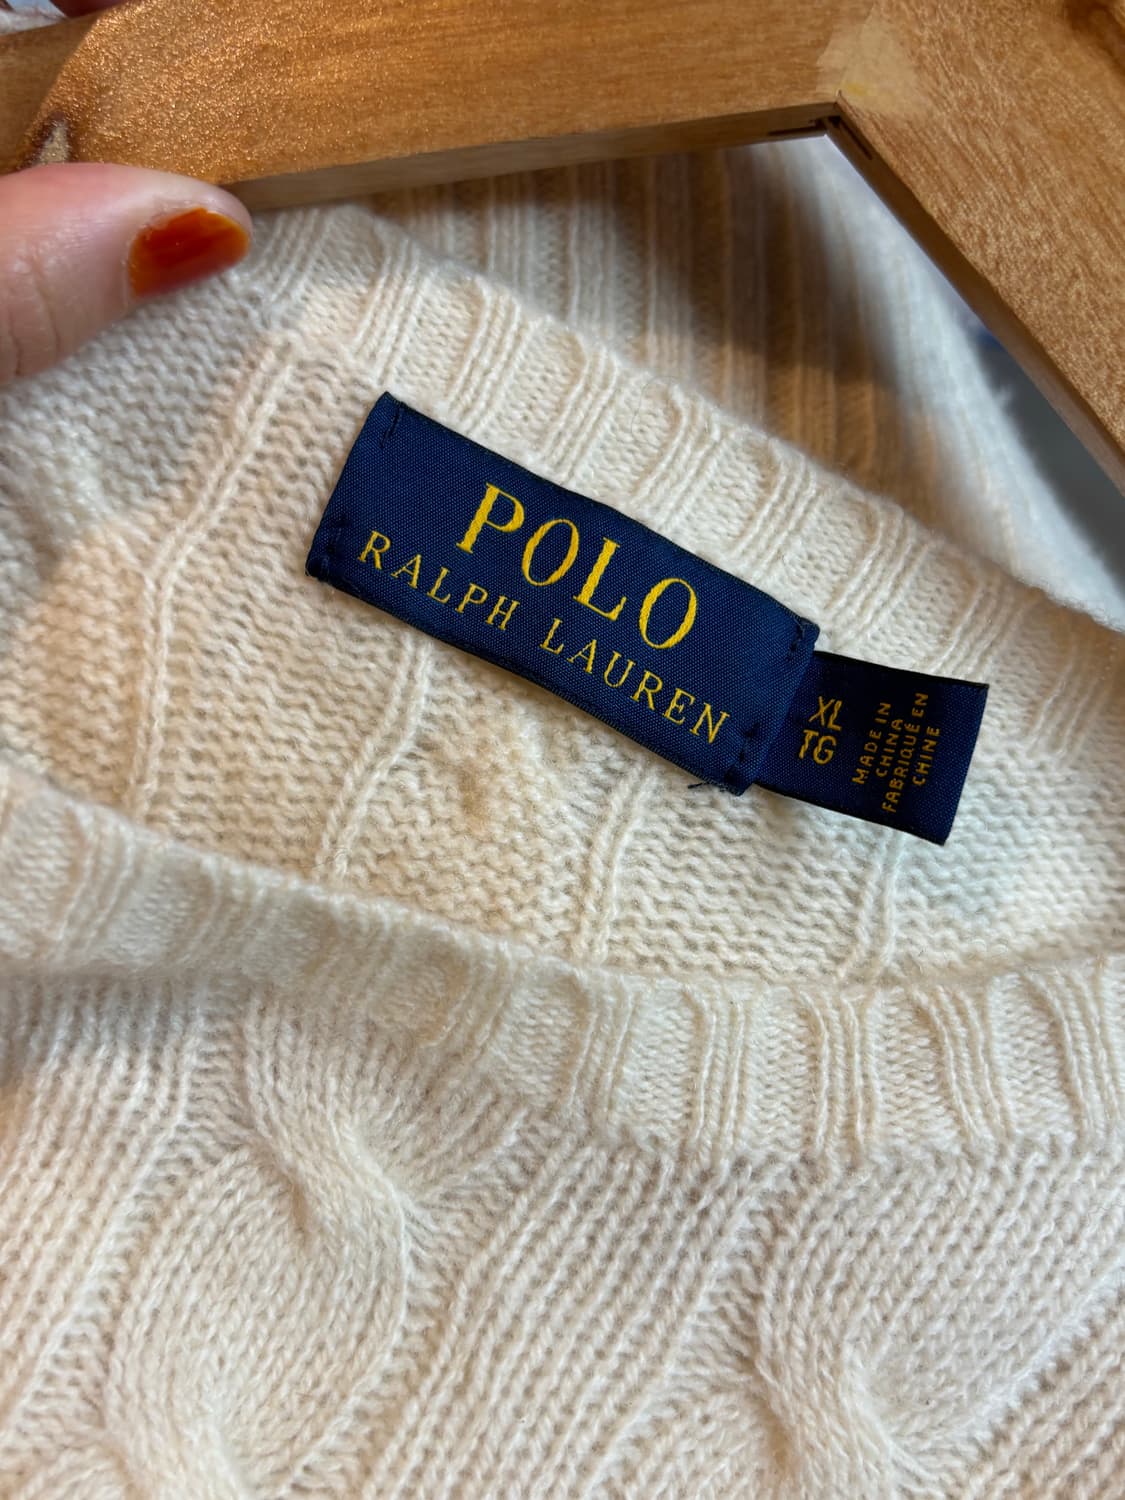 POLO
RALPH LAUREN
XL
TG
MADE IN
CHINA
FABRIQUÉ EN
CHINE